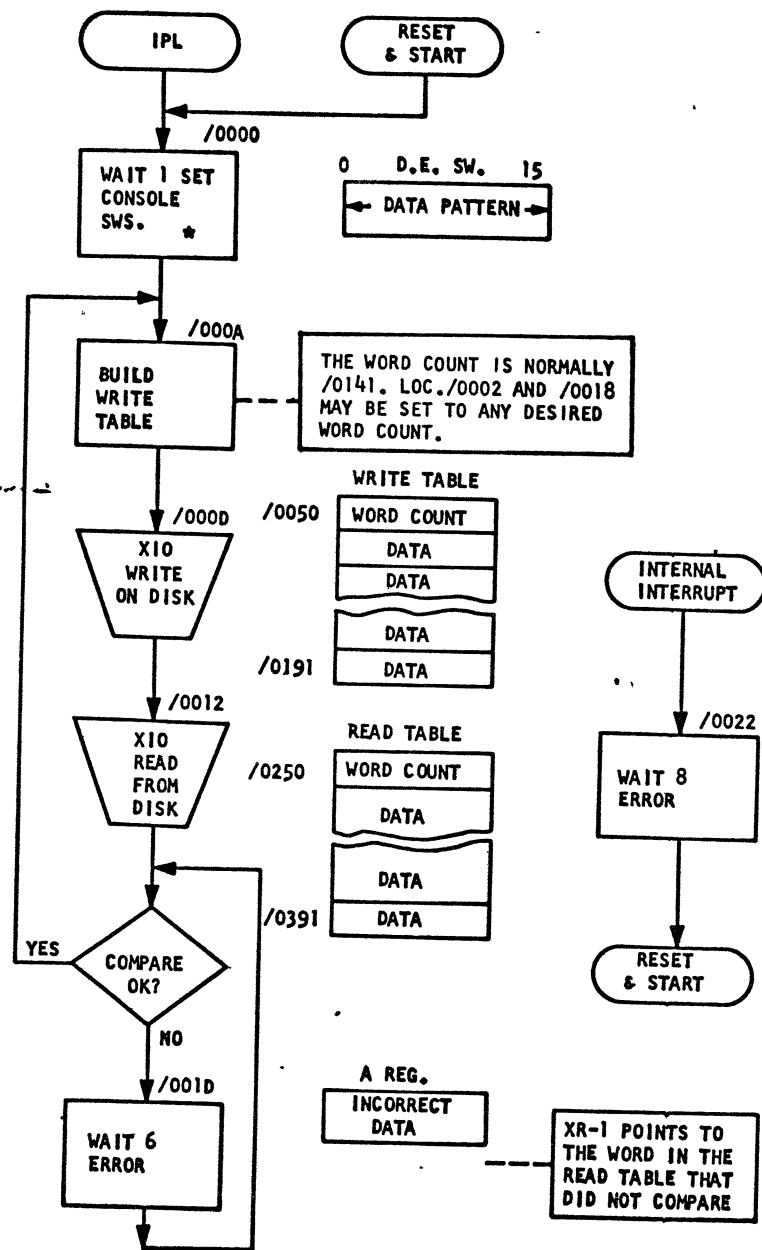 IPL
RESET
& START
/0000
WAIT 1 SET
CONSOLE
SWS. *
0 D.E. SW. 15
DATA PATTERN
/000A
BUILD
WRITE
TABLE
THE WORD COUNT IS NORMALLY
/0141. LOC./0002 AND /0018
MAY BE SET TO ANY DESIRED
WORD COUNT.
/000D
XIO
WRITE
ON DISK
WRITE TABLE
/0050
WORD COUNT
DATA
DATA
DATA
/0191
DATA
INTERNAL
INTERRUPT
/0012
XIO
READ
FROM
DISK
READ TABLE
/0250
WORD COUNT
DATA
DATA
/0391
DATA
/0022
WAIT 8
ERROR
RESET
& START
YES
COMPARE
OK?
NO
/001D
WAIT 6
ERROR
A REG.
INCORRECT
DATA
XR-1 POINTS TO
THE WORD IN THE
READ TABLE THAT
DID NOT COMPARE